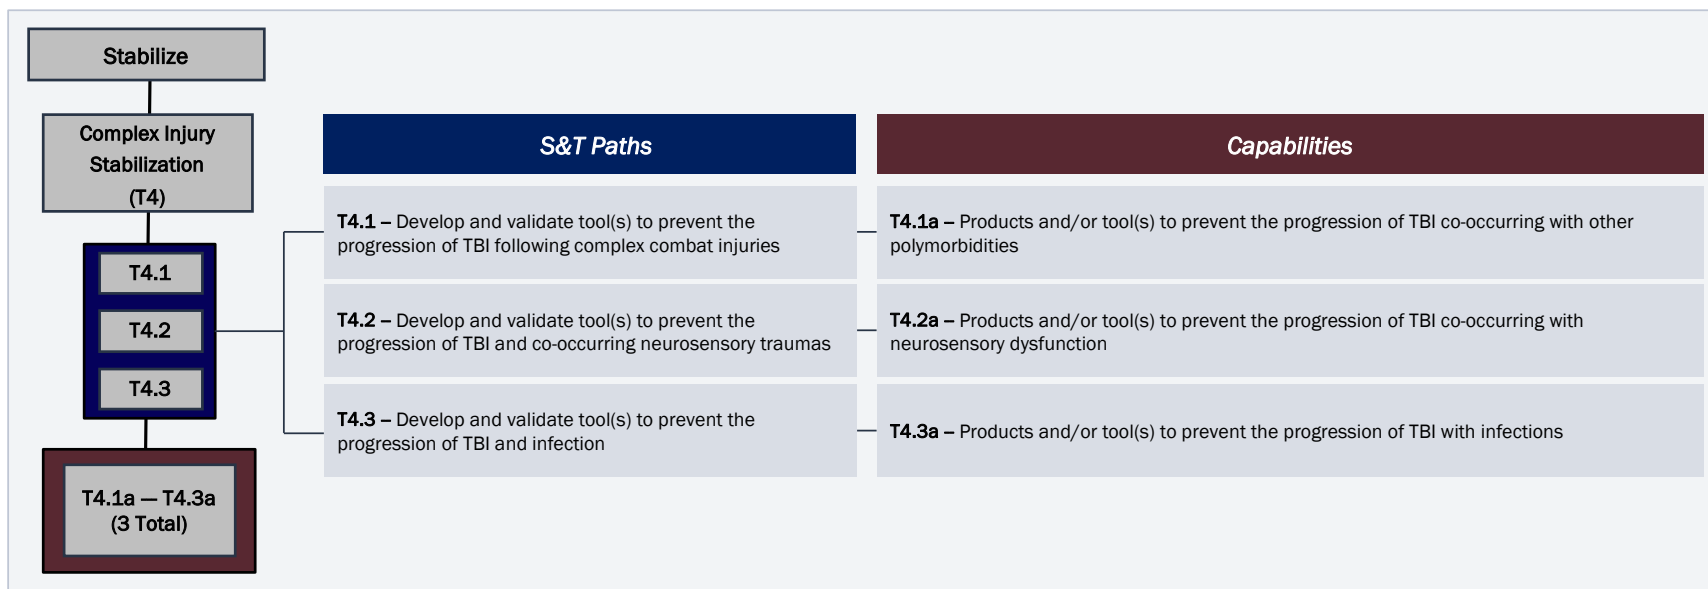 Stabilize
Complex Injury
Stabilization
(T4)
T4.1
T4.2
T4.3
T4.1a — T4.3a
(3 Total)
S&T Paths
Capabilities
T4.1 – Develop and validate tool(s) to prevent the
progression of TBI following complex combat injuries
T4.1a – Products and/or tool(s) to prevent the progression of TBI co-occurring with other
polymorbidities
T4.2 – Develop and validate tool(s) to prevent the
progression of TBI and co-occurring neurosensory traumas
T4.2a – Products and/or tool(s) to prevent the progression of TBI co-occurring with
neurosensory dysfunction
T4.3 – Develop and validate tool(s) to prevent the
progression of TBI and infection
T4.3a – Products and/or tool(s) to prevent the progression of TBI with infections